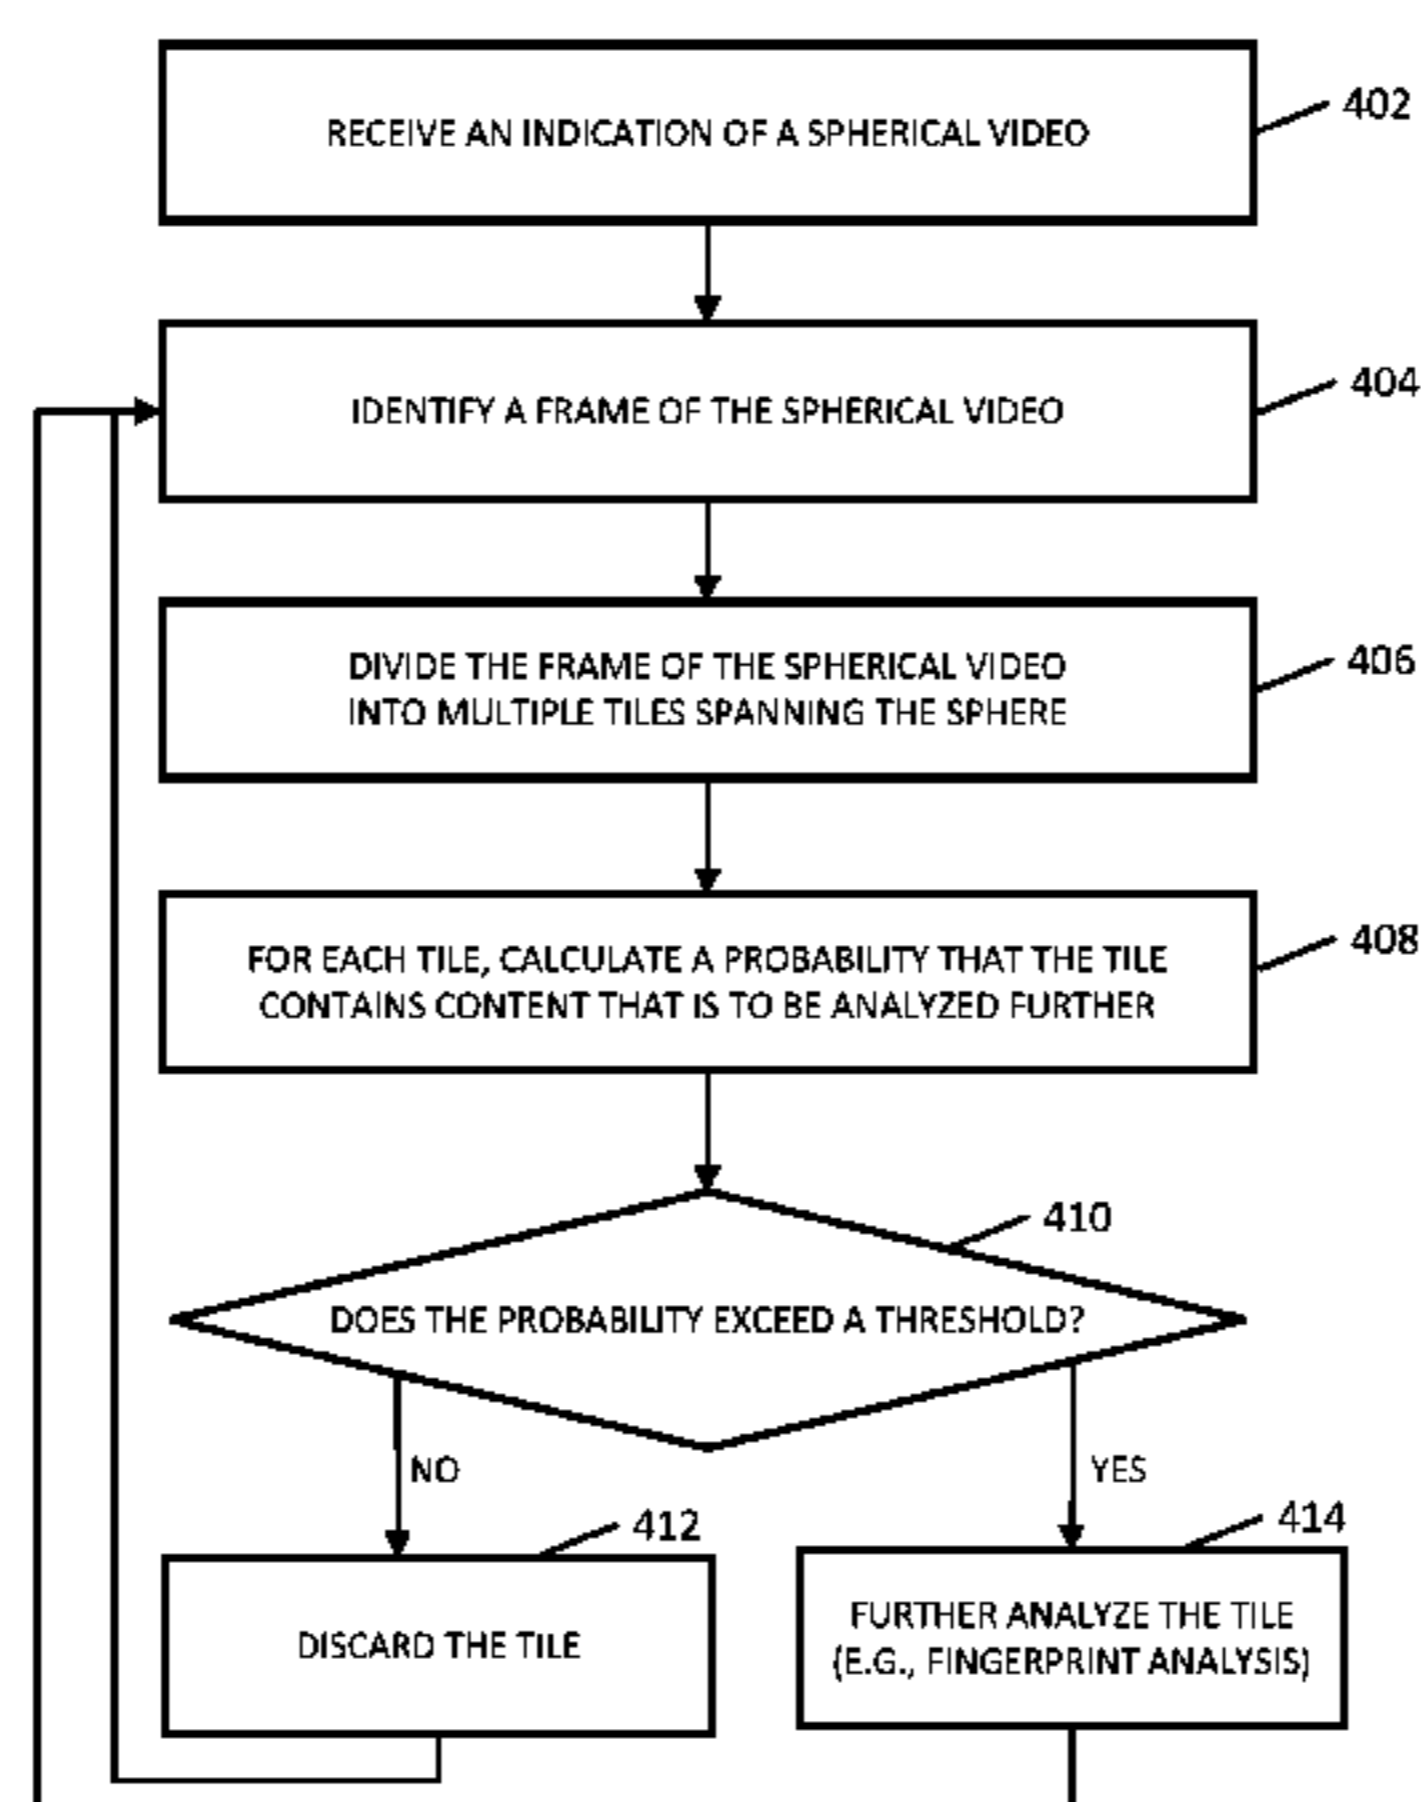 RECEIVE AN INDICATION OF A SPHERICAL VIDEO
402
IDENTIFY A FRAME OF THE SPHERICAL VIDEO
404
DIVIDE THE FRAME OF THE SPHERICAL VIDEO
INTO MULTIPLE TILES SPANNING THE SPHERE
406
FOR EACH TILE, CALCULATE A PROBABILITY THAT THE TILE
CONTAINS CONTENT THAT IS TO BE ANALYZED FURTHER
408
410
DOES THE PROBABILITY EXCEED A THRESHOLD?
NO
YES
412
DISCARD THE TILE
414
FURTHER ANALYZE THE TILE
(E.G., FINGERPRINT ANALYSIS)